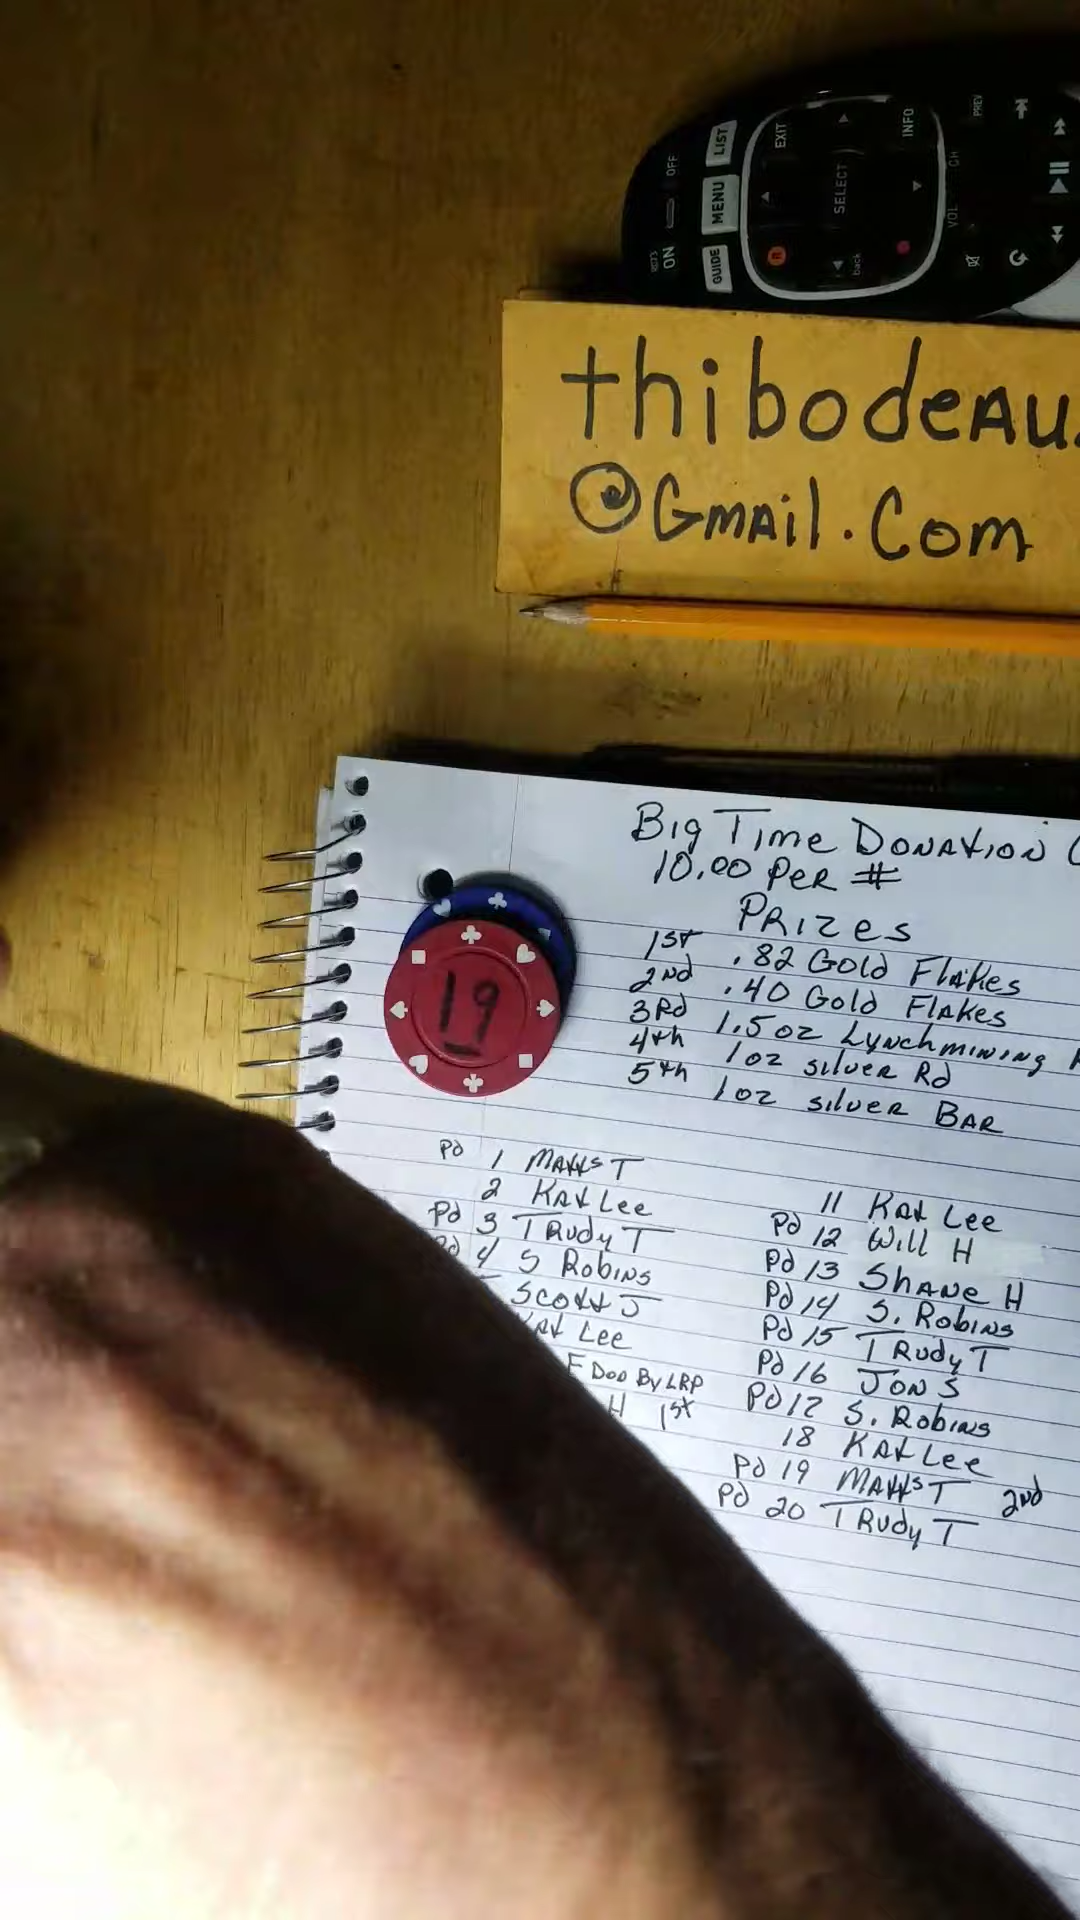 OFF
ON
LIST
MENU
GUIDE
EXIT
INFO
SELECT
back
PREV
CH
VOL
R
thibodeau
@Gmail.Com
Big Time Donation
10.00 Per #
Prizes
1st .82 Gold Flakes
2nd .40 Gold Flakes
3rd 1.5oz Lynchmining
4th 1oz silver Rd
5th 1oz silver Bar
19
Pd 1 Marks T
2 Kat Lee
Pd 3 Trudy T
Pd 4 S Robins
Scott J
Kat Lee
F Doo By LRP
H 1st
11 Kat Lee
Pd 12 Will H
Pd 13 Shane H
Pd 14 S. Robins
Pd 15 Trudy T
Pd 16 Jon S
Pd 17 S. Robins
18 Kat Lee
Pd 19 Marks T 2nd
Pd 20 Trudy T